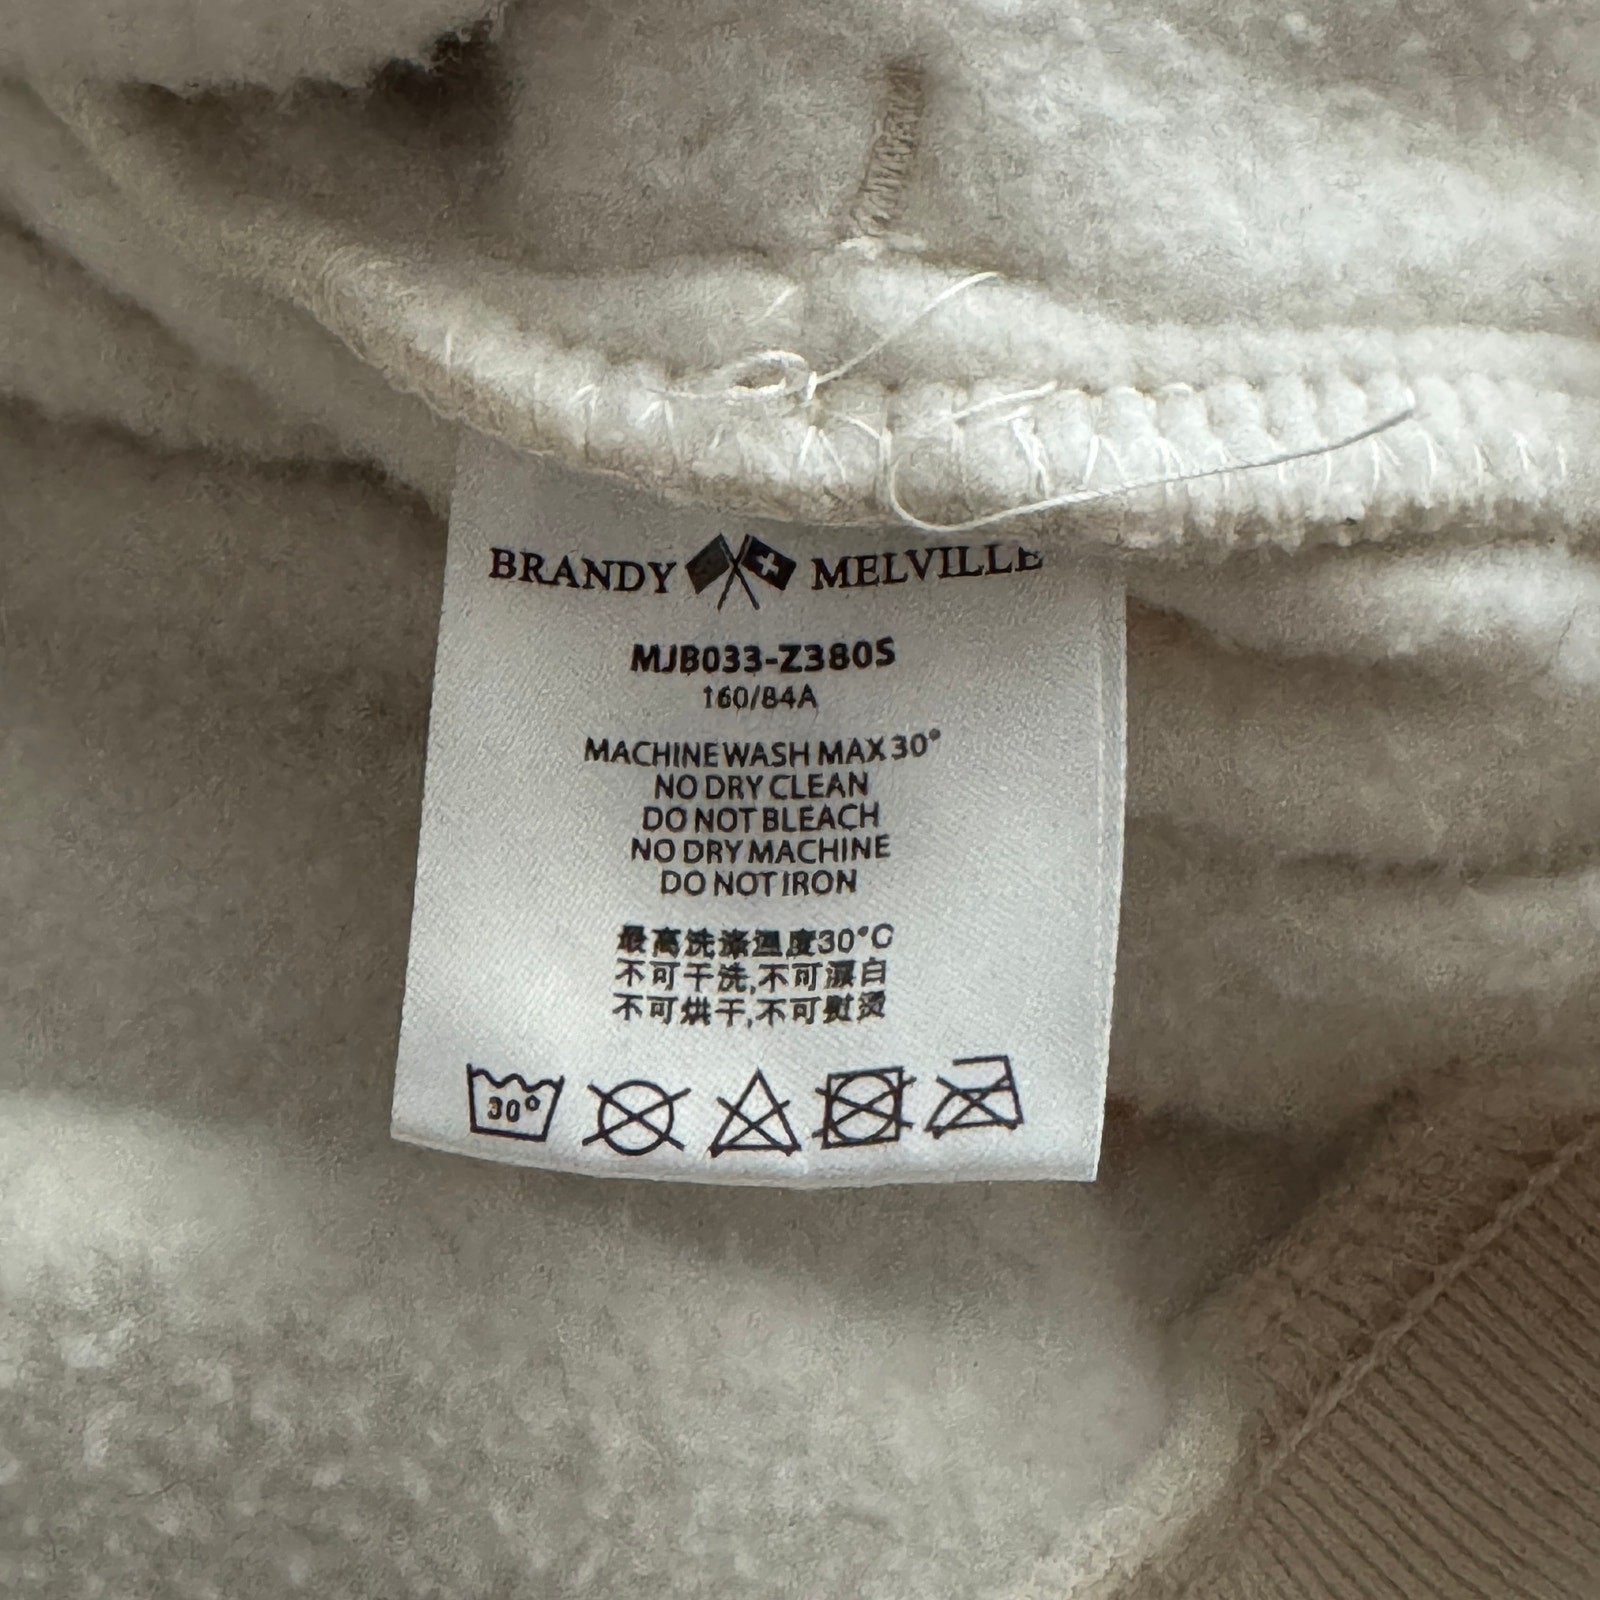 BRANDY MELVILLE
MJB033-Z380S
160/84A
MACHINE WASH MAX 30°
NO DRY CLEAN
DO NOT BLEACH
NO DRY MACHINE
DO NOT IRON
最高洗涤温度30°C
不可干洗,不可漂白
不可烘干,不可熨烫
30°